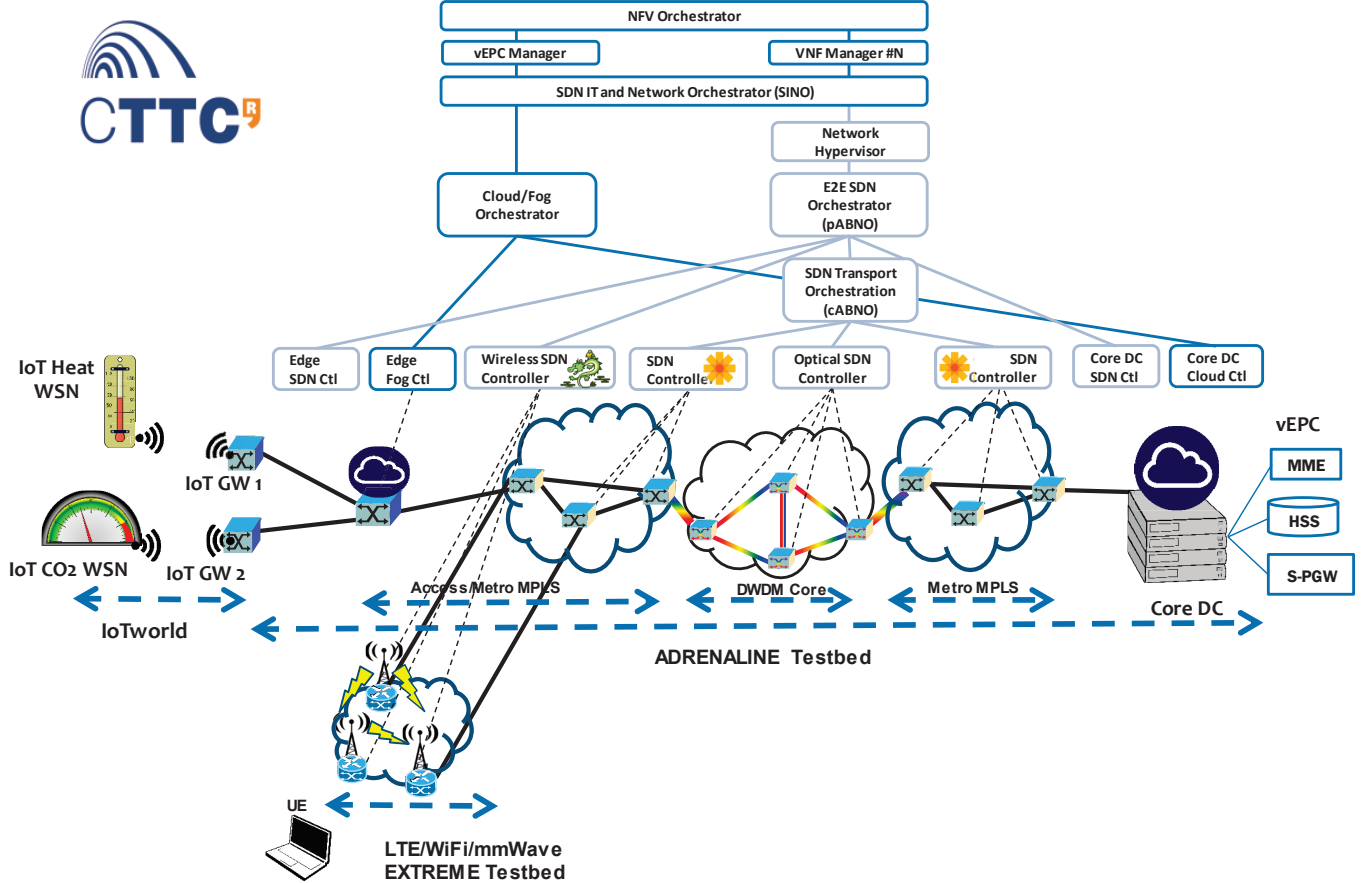 NFV Orchestrator
vEPC Manager
VNF Manager #N
SDN IT and Network Orchestrator (SINO)
CTTC
R
Network
Hypervisor
Cloud/Fog
Orchestrator
E2E SDN
Orchestrator
(pABNO)
SDN Transport
Orchestration
(cABNO)
Edge
SDN Ctl
Edge
Fog Ctl
Wireless SDN
Controller
SDN
Controller
Optical SDN
Controller
SDN
Controller
Core DC
SDN Ctl
Core DC
Cloud Ctl
IoT Heat
WSN
IoT GW 1
IoT CO2 WSN
IoT GW 2
vEPC
MME
HSS
S-PGW
Access/Metro MPLS
DWDM Core
Metro MPLS
Core DC
IoTworld
ADRENALINE Testbed
UE
LTE/WiFi/mmWave
EXTREME Testbed